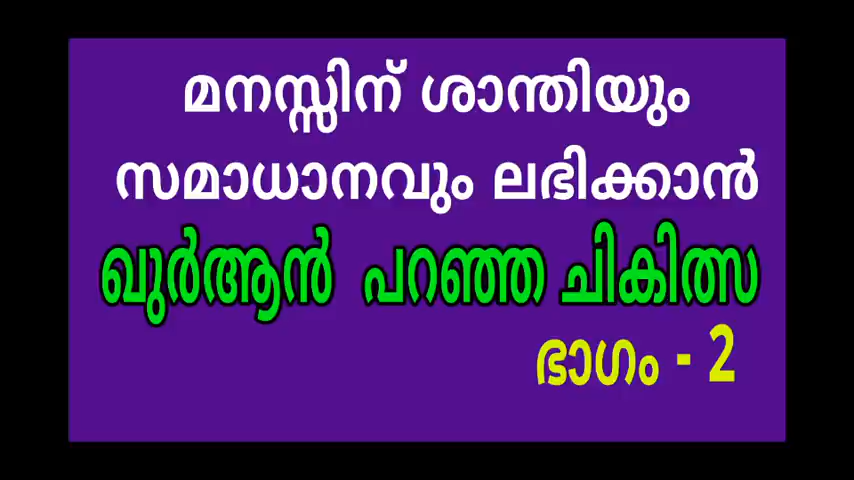 മനസ്സിന് ശാന്തിയും
സമാധാനവും ലഭിക്കാൻ
ഖുർആൻ പറഞ്ഞ ചികിത്സ
ഭാഗം - 2